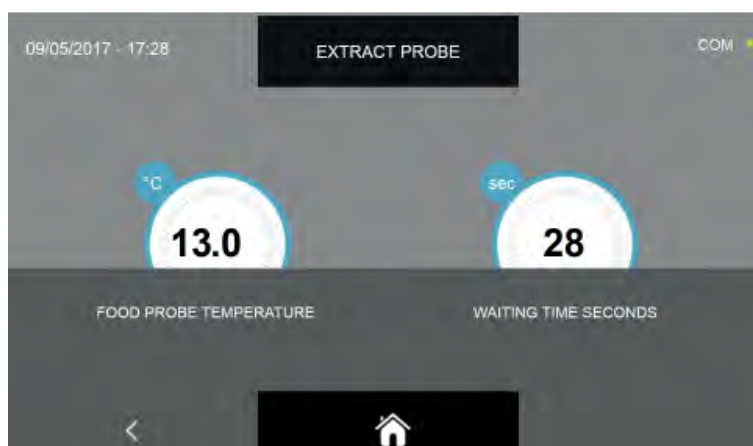 09/05/2017 - 17:28
EXTRACT PROBE
COM
°C
sec
13.0
28
FOOD PROBE TEMPERATURE
WAITING TIME SECONDS